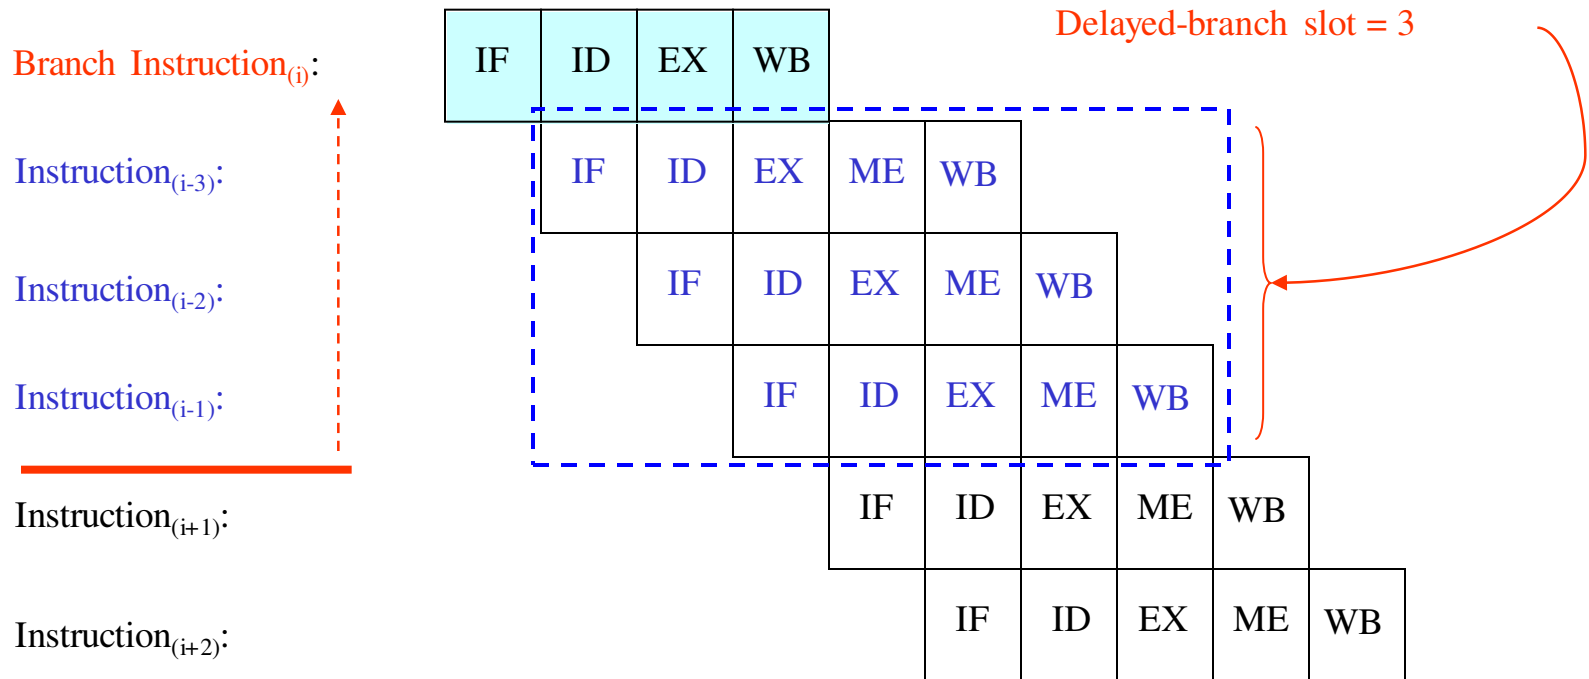 Delayed-branch slot = 3
Branch Instruction(i): IF ID EX WB
Instruction(i-3): IF ID EX ME WB
Instruction(i-2): IF ID EX ME WB
Instruction(i-1): IF ID EX ME WB
Instruction(i+1): IF ID EX ME WB
Instruction(i+2): IF ID EX ME WB